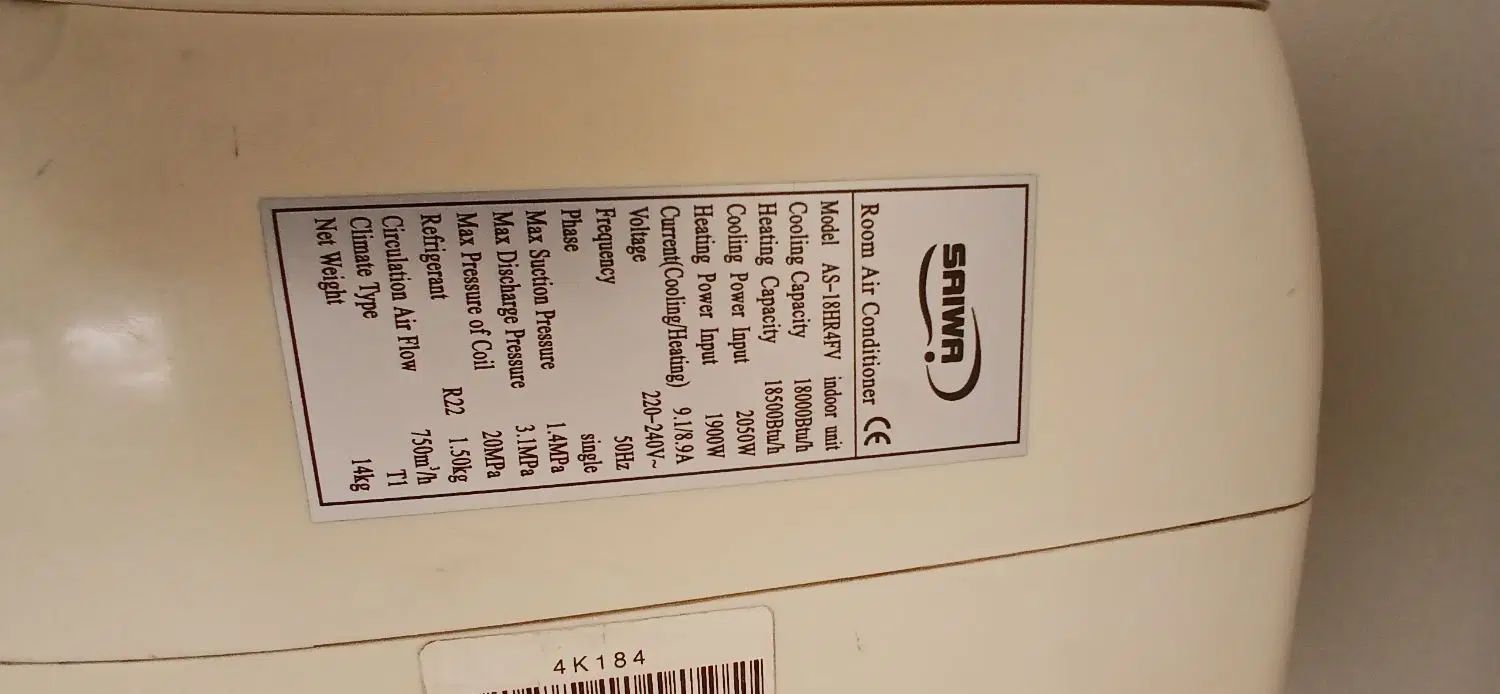 SAIWA
Room Air Conditioner CE
Model AS-18HR4FV indoor unit
Cooling Capacity 18000Btu/h
Heating Capacity 18500Btu/h
Cooling Power Input 2050W
Heating Power Input 1900W
Current(Cooling/Heating) 9.1/8.9A
Voltage 220-240V~
Frequency 50Hz
Phase single
Max Suction Pressure 1.4MPa
Max Discharge Pressure 3.1MPa
Max Pressure of Coil 20MPa
Refrigerant R22 1.50kg
Circulation Air Flow 750m³/h
Climate Type T1
Net Weight 14kg
4K184